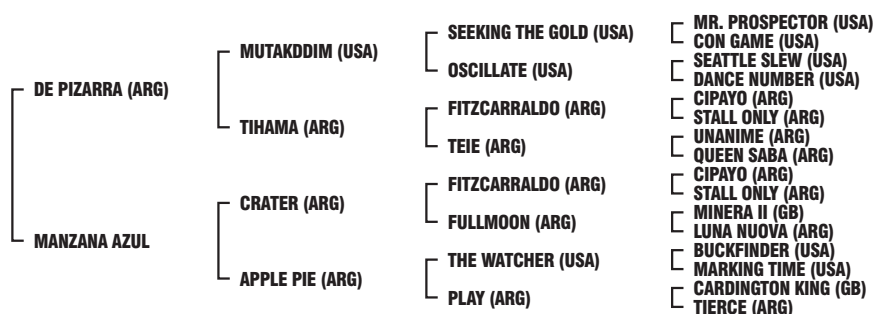 DE PIZARRA (ARG)
MANZANA AZUL
MUTAKDDIM (USA)
TIHAMA (ARG)
CRATER (ARG)
APPLE PIE (ARG)
SEEKING THE GOLD (USA)
OSCILLATE (USA)
FITZCARRALDO (ARG)
TEIE (ARG)
FITZCARRALDO (ARG)
FULLMOON (ARG)
THE WATCHER (USA)
PLAY (ARG)
MR. PROSPECTOR (USA)
CON GAME (USA)
SEATTLE SLEW (USA)
DANCE NUMBER (USA)
CIPAYO (ARG)
STALL ONLY (ARG)
UNANIME (ARG)
QUEEN SABA (ARG)
CIPAYO (ARG)
STALL ONLY (ARG)
MINERA II (GB)
LUNA NUOVA (ARG)
BUCKFINDER (USA)
MARKING TIME (USA)
CARDINGTON KING (GB)
TIERCE (ARG)